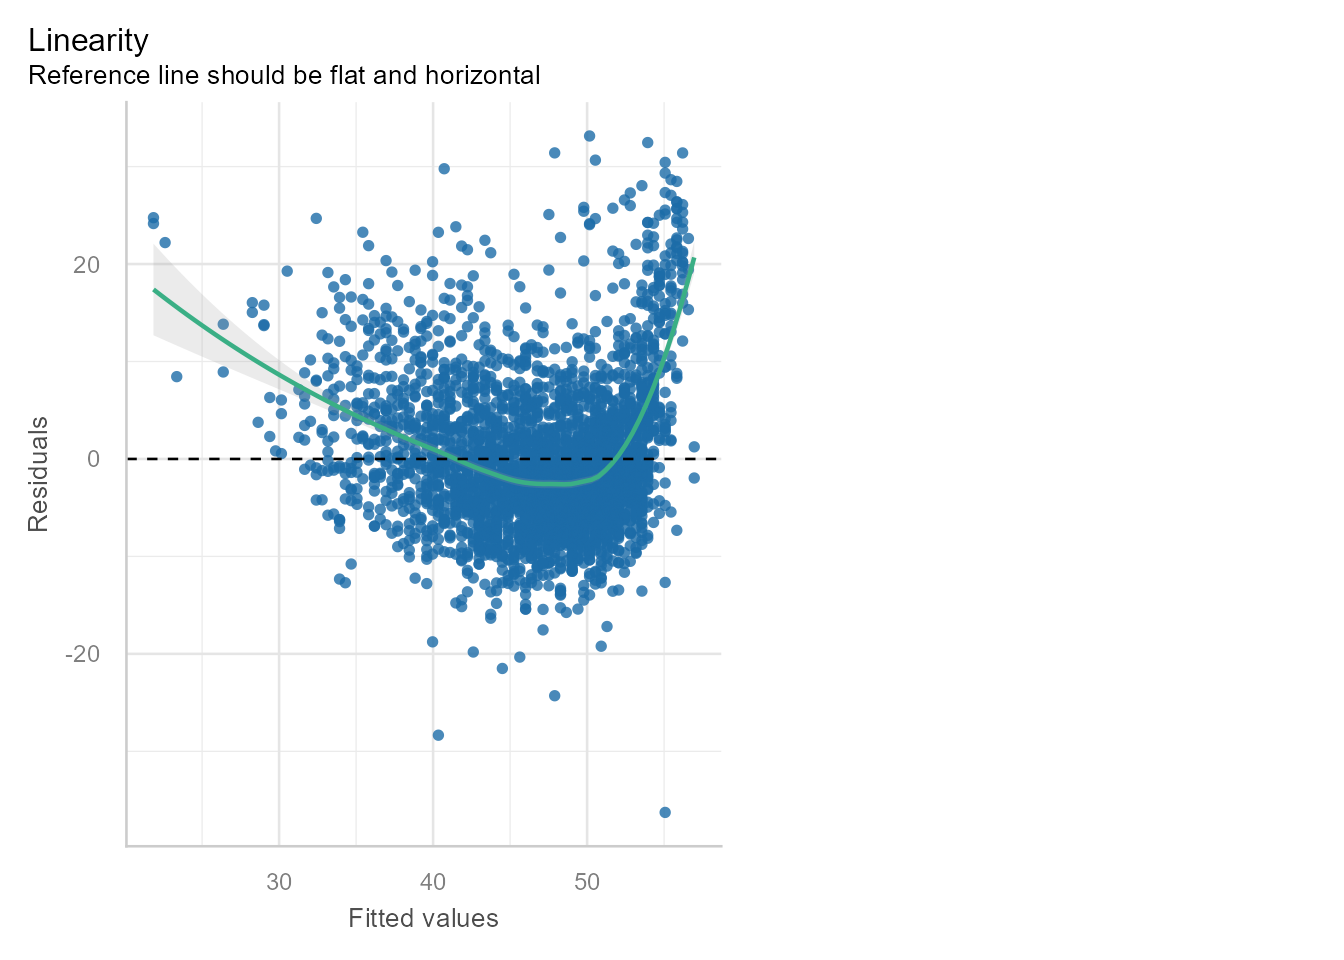 Linearity
Reference line should be flat and horizontal
20
0
-20
Residuals
30 40 50
Fitted values